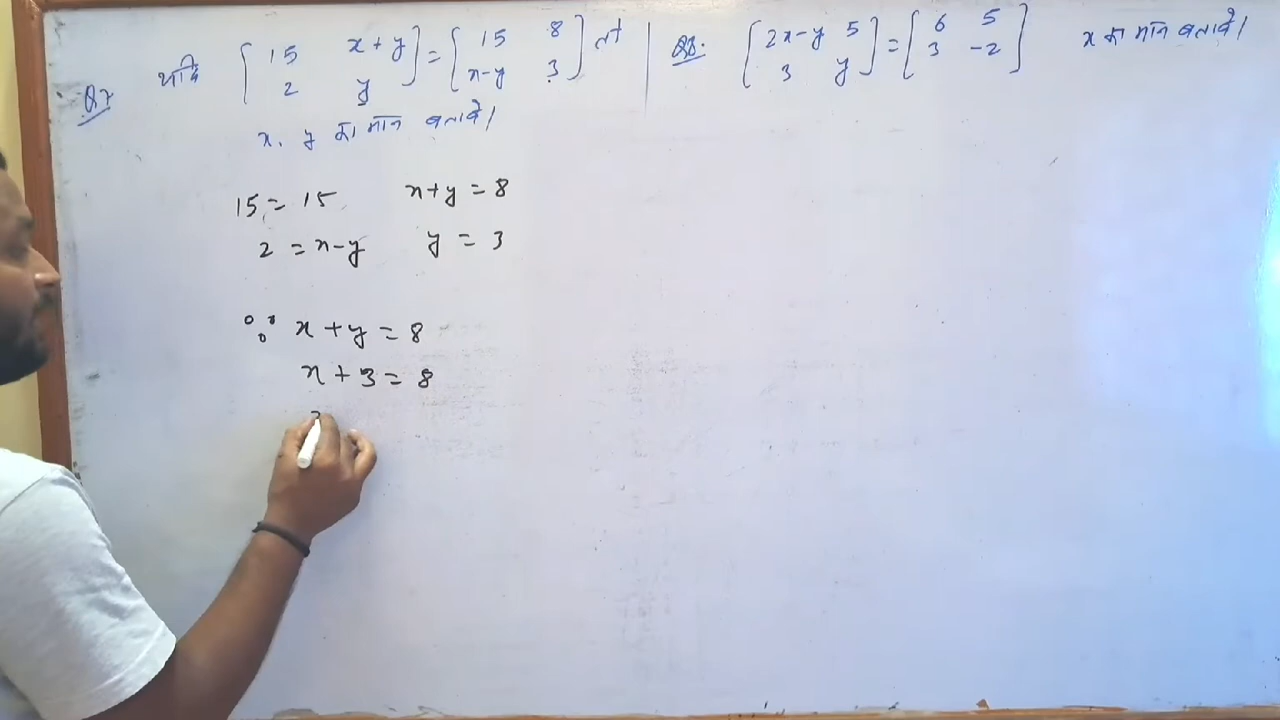 Q7 यदि [ 15 x+y ] = [ 15 8 ] तो
2 y x-y 3
x, y का मान बतावें।
Q8. [ 2x-y 5 ] = [ 6 5 ] x का मान बतावें।
3 y 3 -2
15 = 15 x+y = 8
2 = x-y y = 3
∵ x + y = 8
x + 3 = 8